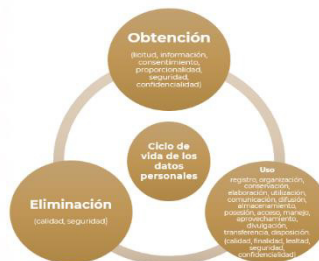 Obtención
(licitud, información,
consentimiento,
proporcionalidad,
seguridad,
confidencialidad)
Ciclo de
vida de los
datos
personales
Eliminación
(calidad, seguridad)
Uso
registro, organización,
conservación,
elaboración, utilización,
comunicación, difusión,
almacenamiento,
posesión, acceso, manejo,
aprovechamiento,
divulgación,
transferencia, disposición.
(calidad, finalidad, lealtad,
seguridad,
confidencialidad)